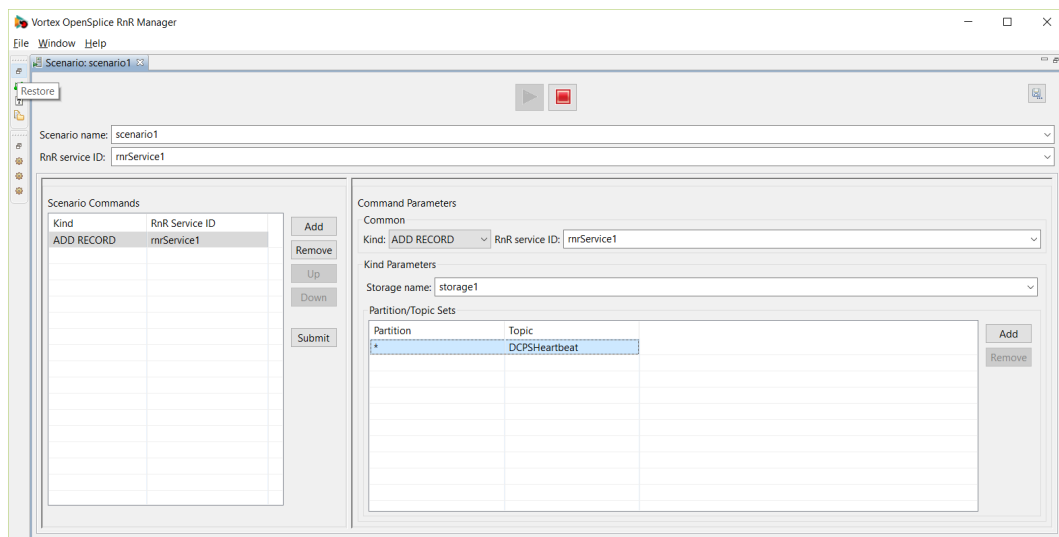 Vortex OpenSplice RnR Manager
File Window Help
Scenario: scenario1
Restore
Scenario name: scenario1
RnR service ID: rnrService1
Scenario Commands
Kind RnR Service ID
ADD RECORD rnrService1
Add
Remove
Up
Down
Submit
Command Parameters
Common
Kind: ADD RECORD RnR service ID: rnrService1
Kind Parameters
Storage name: storage1
Partition/Topic Sets
Partition Topic
* DCPSHeartbeat
Add
Remove